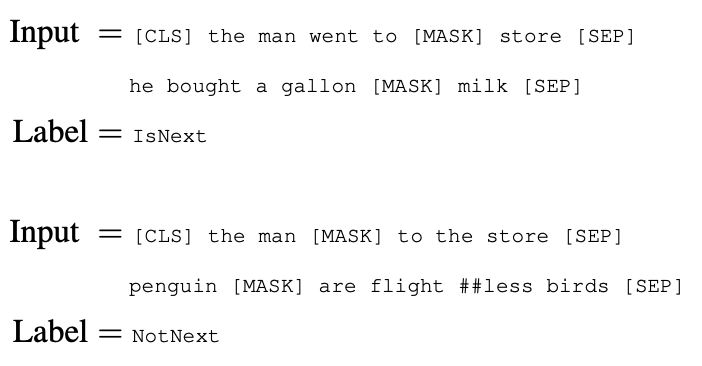 Input = [CLS] the man went to [MASK] store [SEP]
he bought a gallon [MASK] milk [SEP]
Label = IsNext
Input = [CLS] the man [MASK] to the store [SEP]
penguin [MASK] are flight ##less birds [SEP]
Label = NotNext